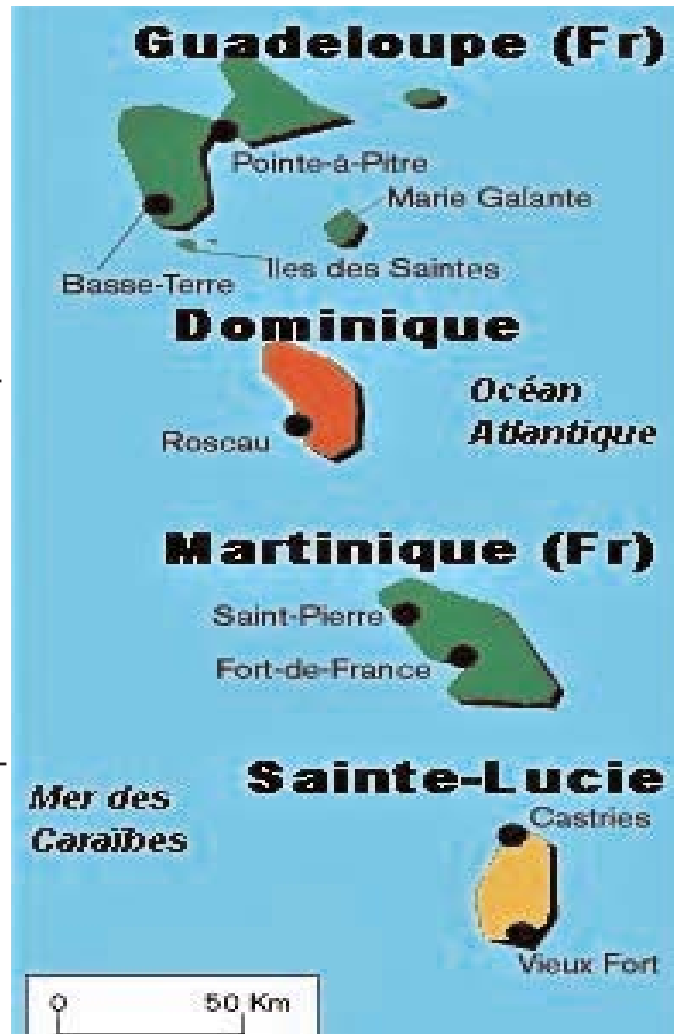 Guadeloupe (Fr)
Pointe-à-Pitre
Marie Galante
Iles des Saintes
Basse-Terre
Dominique
Océan
Atlantique
Roseau
Martinique (Fr)
Saint-Pierre
Fort-de-France
Sainte-Lucie
Mer des
Caraïbes
Castries
Vieux Fort
0 50 Km